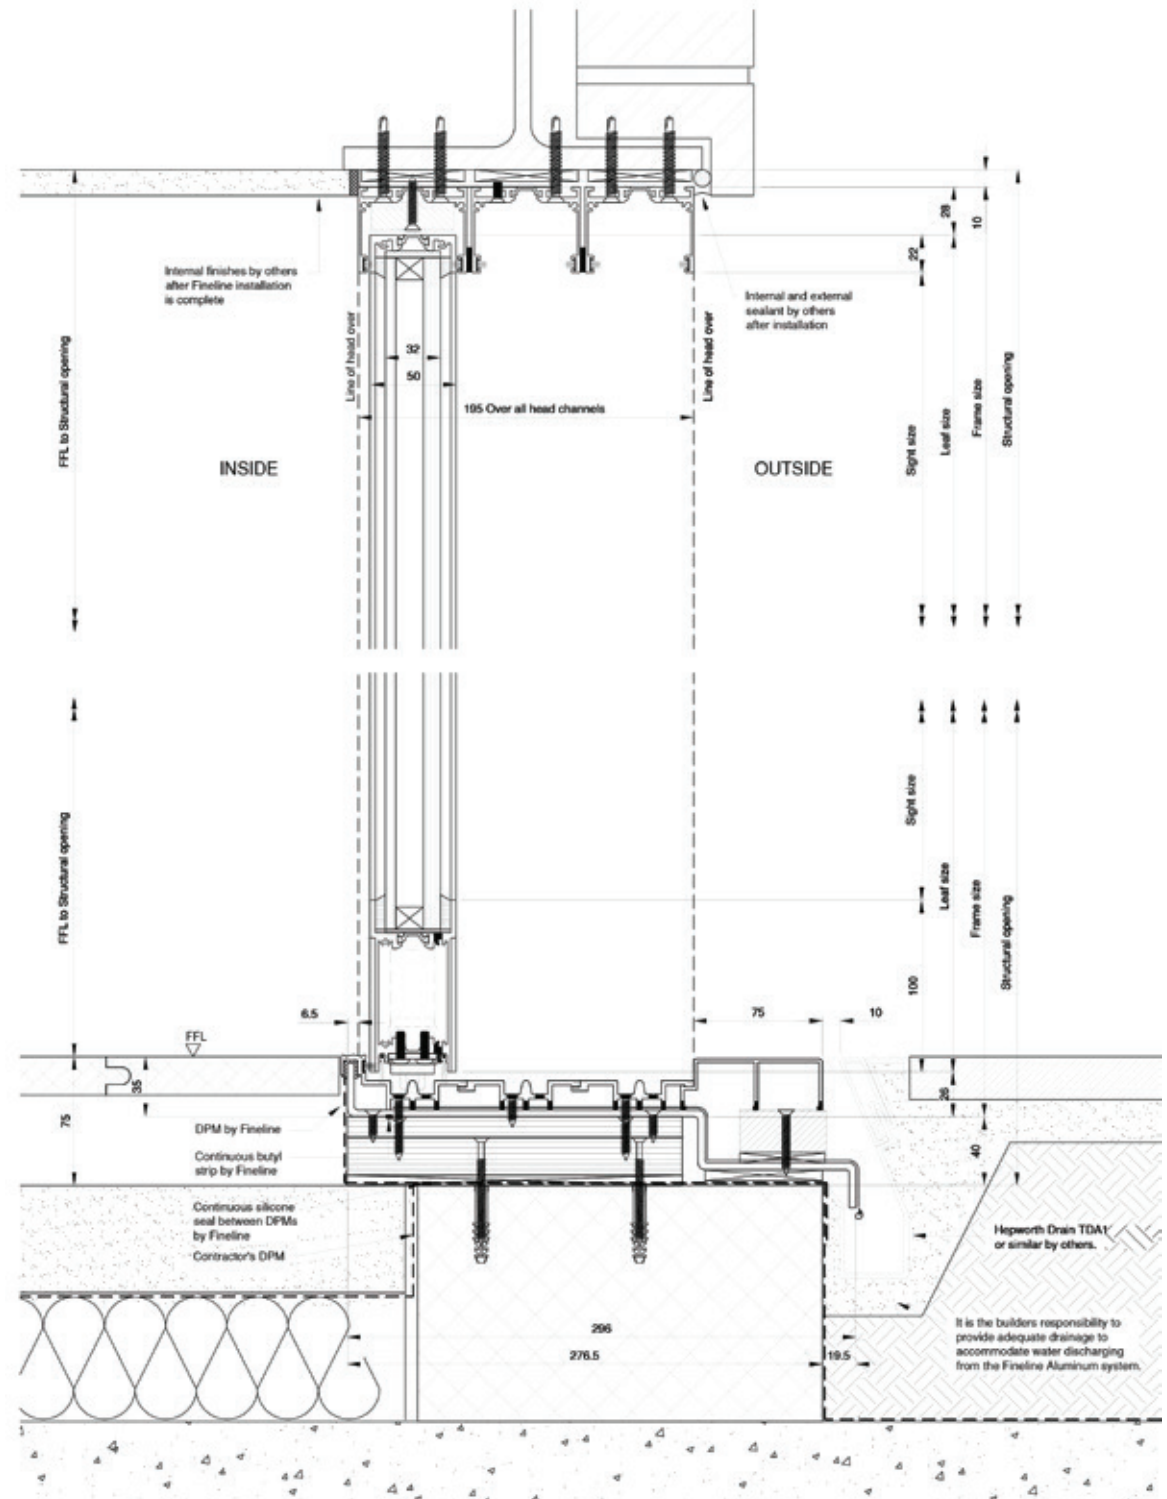 28
10
22
Internal finishes by others
after Fineline installation
is complete
Internal and external
sealant by others
after installation
FFL to Structural opening
Line of head over
32
50
195 Over all head channels
Line of head over
Sight size
Leaf size
Frame size
Structural opening
INSIDE
OUTSIDE
FFL to Structural opening
Sight size
Leaf size
Frame size
Structural opening
100
6.5
75
10
FFL
35
75
26
40
DPM by Fineline
Continuous butyl
strip by Fineline
Continuous silicone
seal between DPMs
by Fineline
Contractor's DPM
Hepworth Drain TDA1
or similar by others.
296
276.5
19.5
It is the builders responsibility to
provide adequate drainage to
accommodate water discharging
from the Fineline Aluminum system.